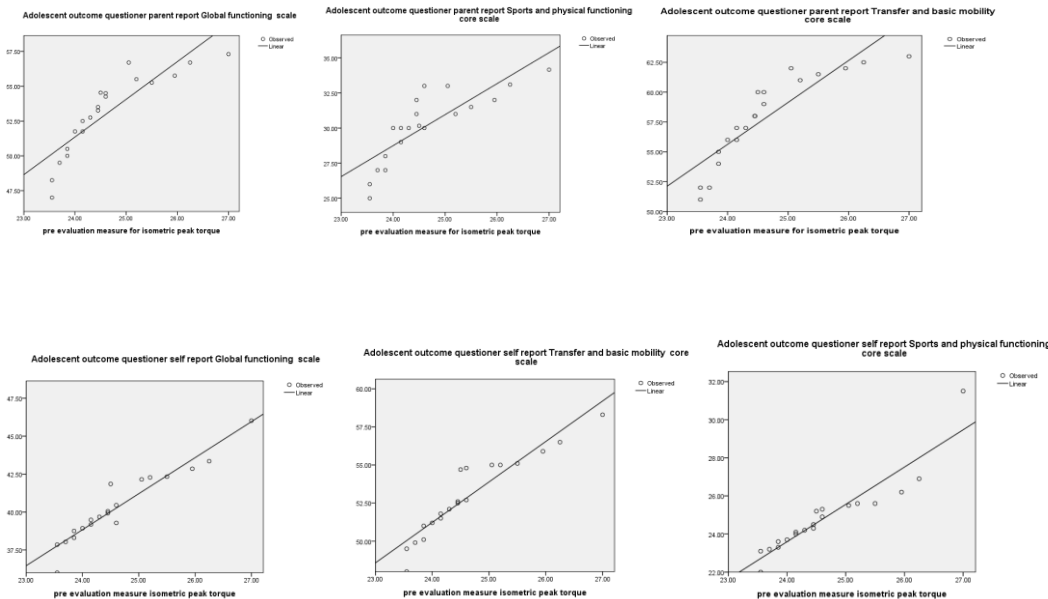 Adolescent outcome questioner parent report Global functioning scale
Observed
Linear
57.50
55.00
52.50
50.00
47.50
23.00 24.00 25.00 26.00 27.00
pre evaluation measure for isometric peak torque
Adolescent outcome questioner parent report Sports and physical functioning
core scale
Observed
Linear
35.00
32.50
30.00
27.50
25.00
23.00 24.00 25.00 26.00 27.00
pre evaluation measure for isometric peak torque
Adolescent outcome questioner parent report Transfer and basic mobility
core scale
Observed
Linear
62.50
60.00
57.50
55.00
52.50
50.00
23.00 24.00 25.00 26.00 27.00
pre evaluation measure for isometric peak torque
Adolescent outcome questioner self report Global functioning scale
Observed
Linear
47.50
45.00
42.50
40.00
37.50
23.00 24.00 25.00 26.00 27.00
pre evaluation measure isometric peak torque
Adolescent outcome questioner self report Transfer and basic mobility core
scale
Observed
Linear
60.00
57.50
55.00
52.50
50.00
23.00 24.00 25.00 26.00 27.00
pre evaluation measure isometric peak torque
Adolescent outcome questioner self report Sports and physical functioning
core scale
Observed
Linear
32.00
30.00
28.00
26.00
24.00
22.00
23.00 24.00 25.00 26.00 27.00
pre evaluation measure isometric peak torque